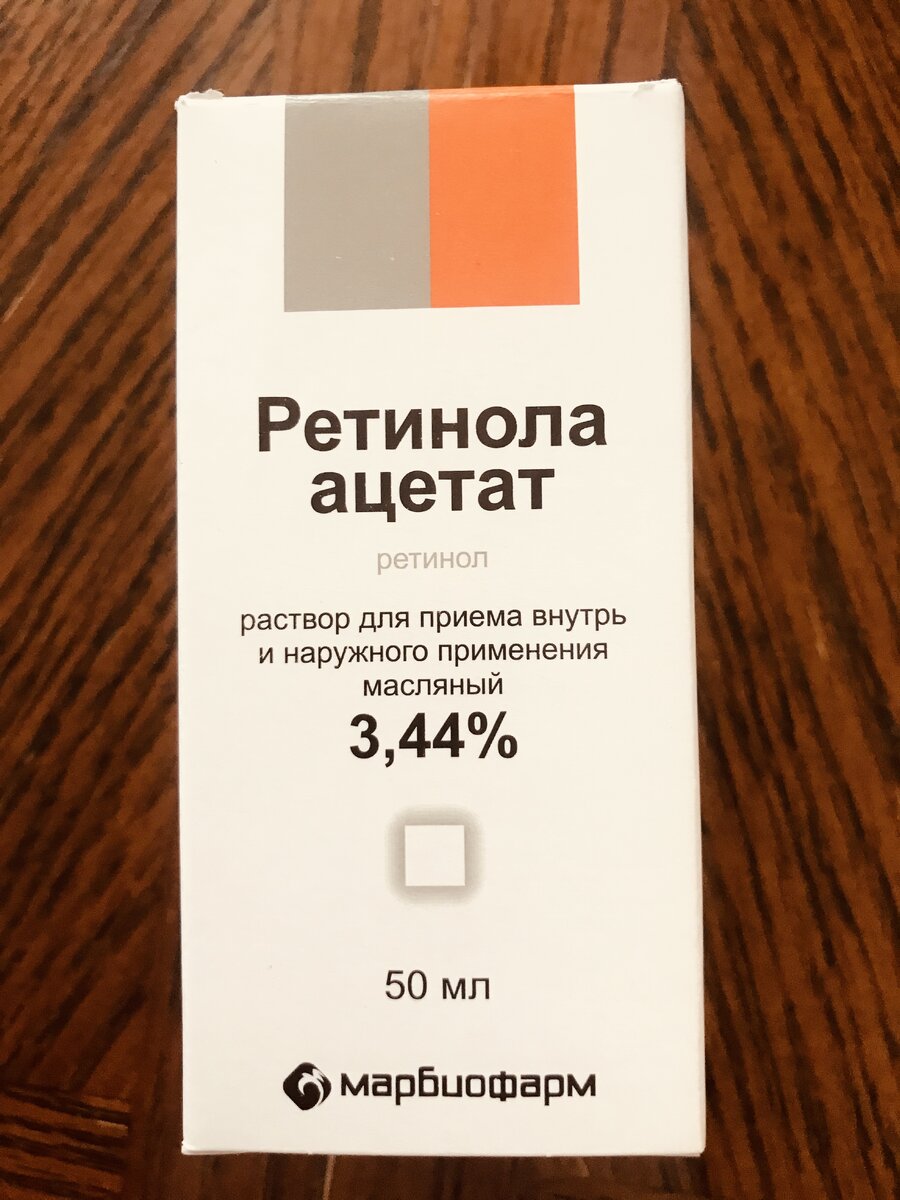 Ретинола
ацетат
ретинол
раствор для приема внутрь
и наружного применения
масляный
3,44%
50 мл
марбиофарм